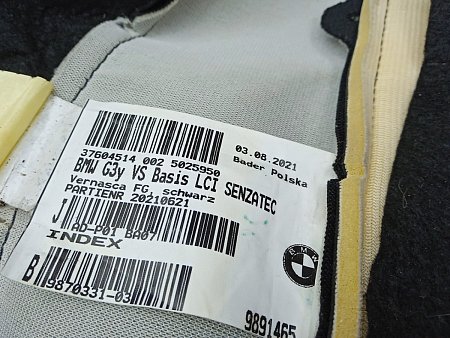 37604514 002 5025950
03.08.2021
Bader Polska
BMW G3y VS Basis LCI SENZATEC
Vernasca FG schwarz
PARTIENR 20210621
J AD-P01 BA07
INDEX
BMW
B 9870331-03
9891465